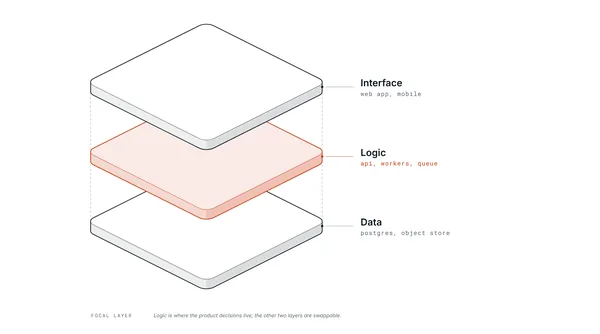 Interface
web app, mobile
Logic
api, workers, queue
Data
postgres, object store
FOCAL LAYER
Logic is where the product decisions live; the other two layers are swappable.